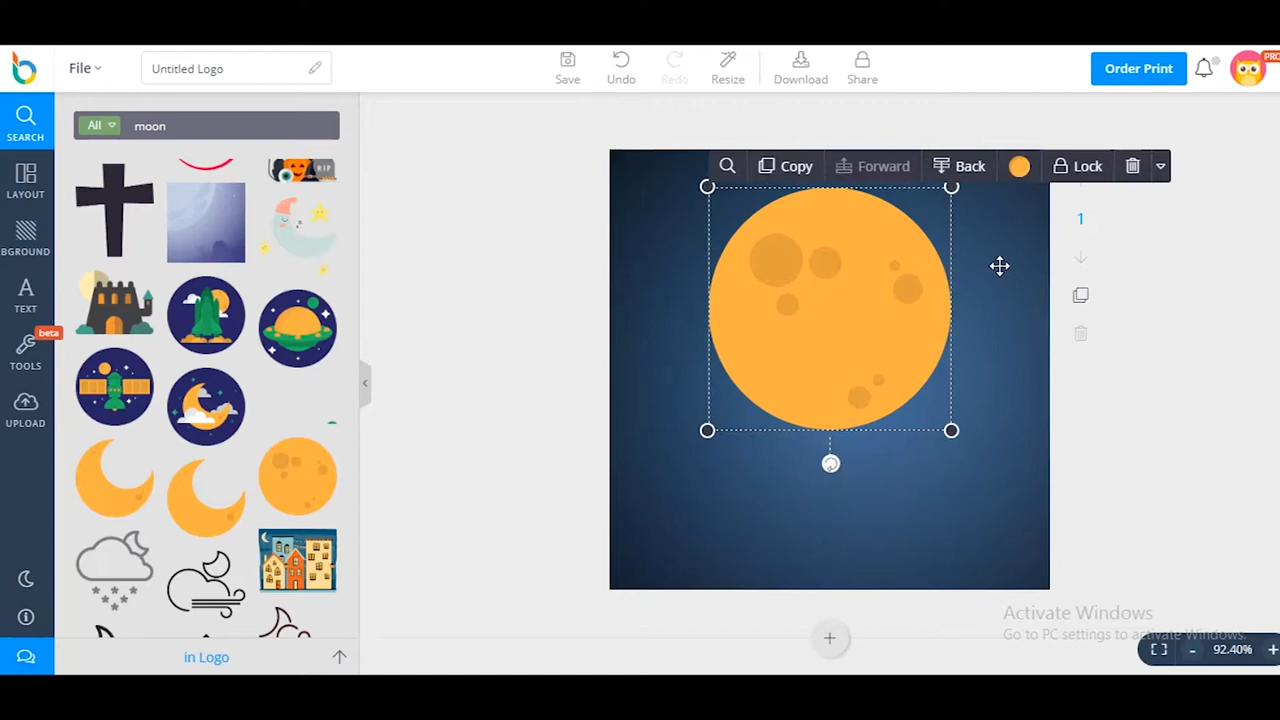 File
Untitled Logo
Save
Undo
Redo
Resize
Download
Share
Order Print
PRO
SEARCH
LAYOUT
BGROUND
TEXT
beta
TOOLS
UPLOAD
All
moon
RIP
Copy
Forward
Back
Lock
1
in Logo
Activate Windows
Go to PC settings to activate Windows.
92.40%